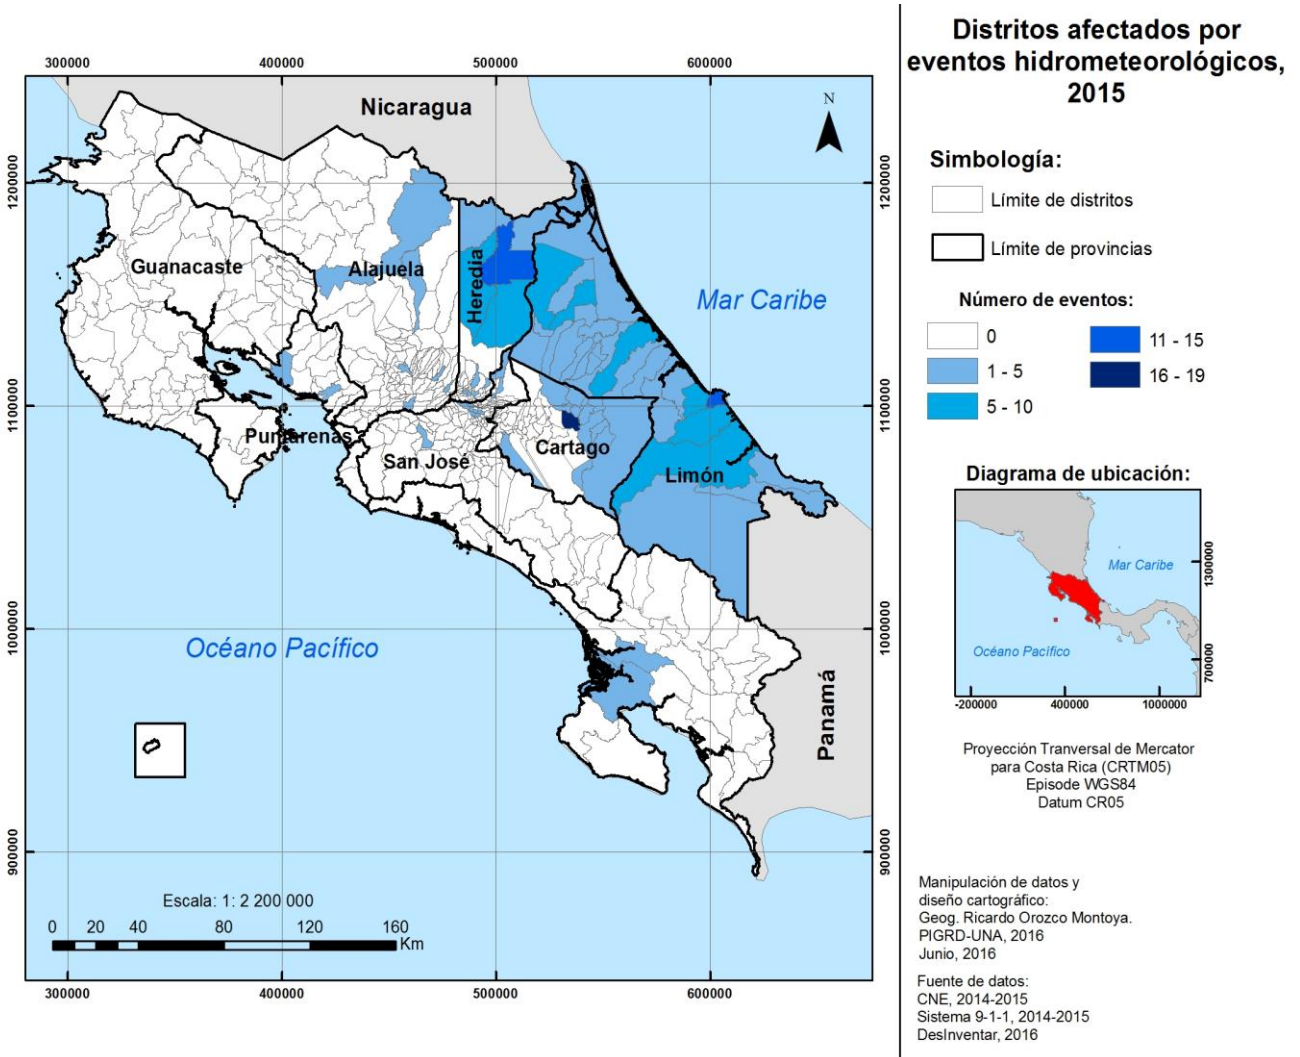 Distritos afectados por
eventos hidrometeorológicos,
2015
300000
400000
500000
600000
Nicaragua
N
1200000
1200000
Guanacaste
Alajuela
Heredia
Mar Caribe
1100000
1100000
Puntarenas
San José
Cartago
Limón
1000000
1000000
Océano Pacífico
Panamá
900000
900000
Escala: 1: 2 200 000
0 20 40 80 120 160
Km
300000
400000
500000
600000
Simbología:
Límite de distritos
Límite de provincias
Número de eventos:
0
1 - 5
5 - 10
11 - 15
16 - 19
Diagrama de ubicación:
Mar Caribe
Océano Pacífico
1300000
700000
-200000
400000
1000000
Proyección Tranversal de Mercator
para Costa Rica (CRTM05)
Episode WGS84
Datum CR05
Manipulación de datos y
diseño cartográfico:
Geog. Ricardo Orozco Montoya.
PIGRD-UNA, 2016
Junio, 2016
Fuente de datos:
CNE, 2014-2015
Sistema 9-1-1, 2014-2015
DesInventar, 2016